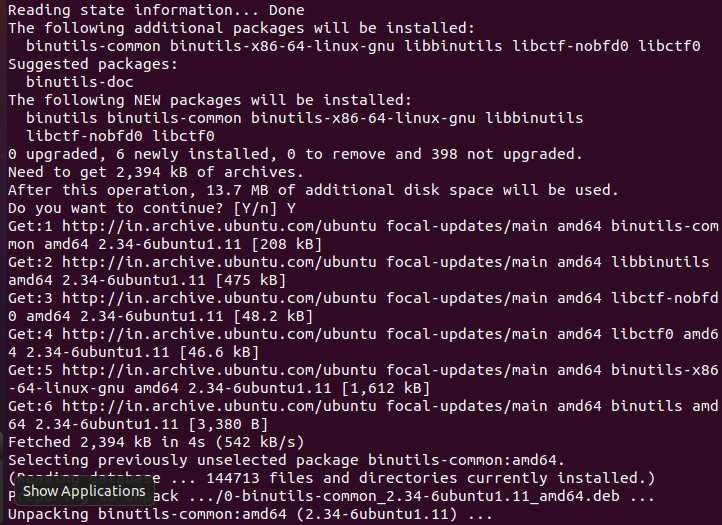 Reading state information... Done
The following additional packages will be installed:
  binutils-common binutils-x86-64-linux-gnu libbinutils libctf-nobfd0 libctf0
Suggested packages:
  binutils-doc
The following NEW packages will be installed:
  binutils binutils-common binutils-x86-64-linux-gnu libbinutils
  libctf-nobfd0 libctf0
0 upgraded, 6 newly installed, 0 to remove and 398 not upgraded.
Need to get 2,394 kB of archives.
After this operation, 13.7 MB of additional disk space will be used.
Do you want to continue? [Y/n] Y
Get:1 http://in.archive.ubuntu.com/ubuntu focal-updates/main amd64 binutils-com
mon amd64 2.34-6ubuntu1.11 [208 kB]
Get:2 http://in.archive.ubuntu.com/ubuntu focal-updates/main amd64 libbinutils
amd64 2.34-6ubuntu1.11 [475 kB]
Get:3 http://in.archive.ubuntu.com/ubuntu focal-updates/main amd64 libctf-nobfd
0 amd64 2.34-6ubuntu1.11 [48.2 kB]
Get:4 http://in.archive.ubuntu.com/ubuntu focal-updates/main amd64 libctf0 amd6
4 2.34-6ubuntu1.11 [46.6 kB]
Get:5 http://in.archive.ubuntu.com/ubuntu focal-updates/main amd64 binutils-x86
-64-linux-gnu amd64 2.34-6ubuntu1.11 [1,612 kB]
Get:6 http://in.archive.ubuntu.com/ubuntu focal-updates/main amd64 binutils amd
64 2.34-6ubuntu1.11 [3,380 B]
Fetched 2,394 kB in 4s (542 kB/s)
Selecting previously unselected package binutils-common:amd64.
(Reading database ... 144713 files and directories currently installed.)
Show Applications
ack .../0-binutils-common_2.34-6ubuntu1.11_amd64.deb ...
Unpacking binutils-common:amd64 (2.34-6ubuntu1.11) ...